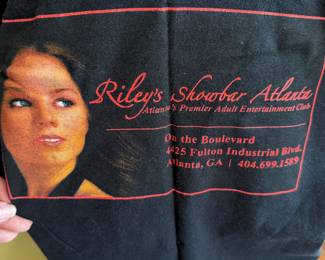 Riley's Showbar Atlanta
Atlanta's Premier Adult Entertainment Club
On the Boulevard
4425 Fulton Industrial Blvd.
Atlanta, GA | 404.699.1589